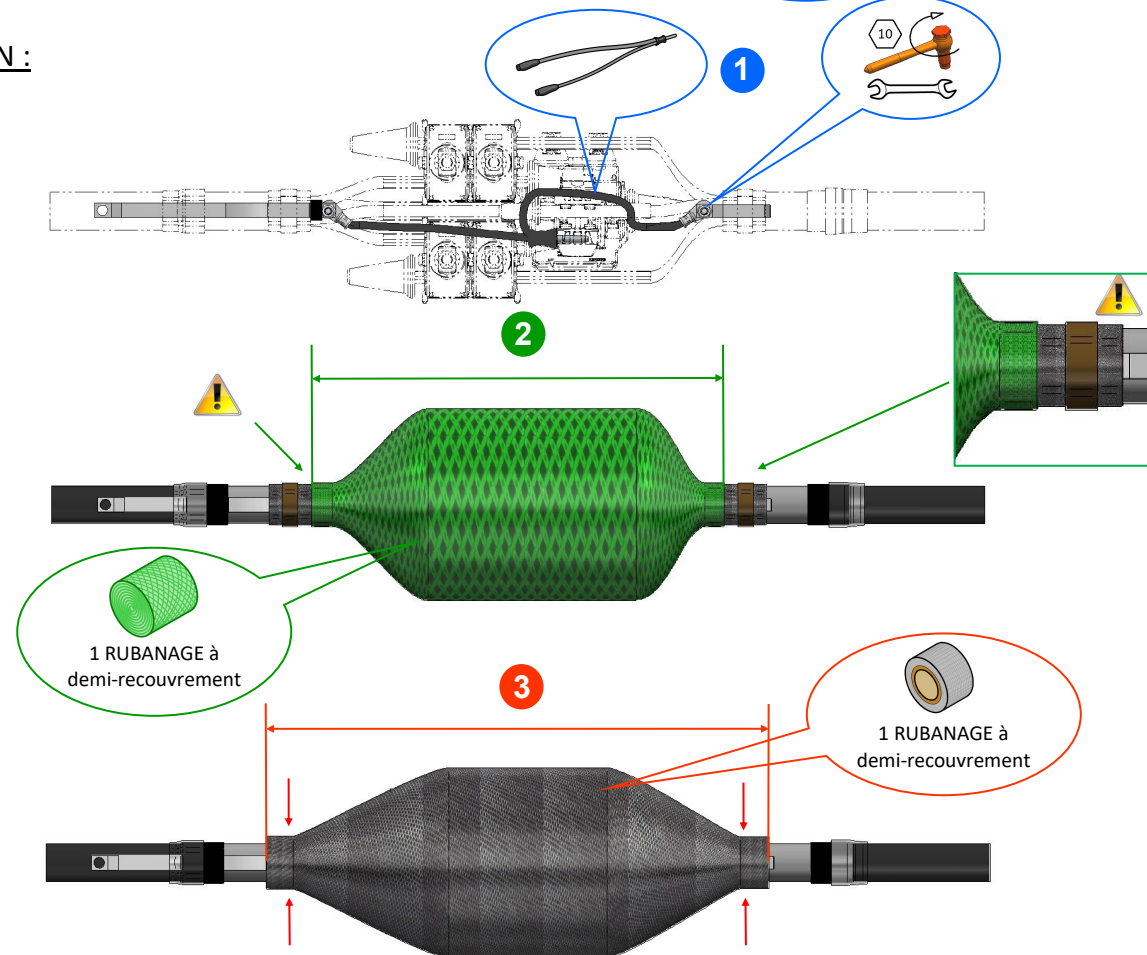 N :
1
10
2
1 RUBANAGE à
demi-recouvrement
3
1 RUBANAGE à
demi-recouvrement